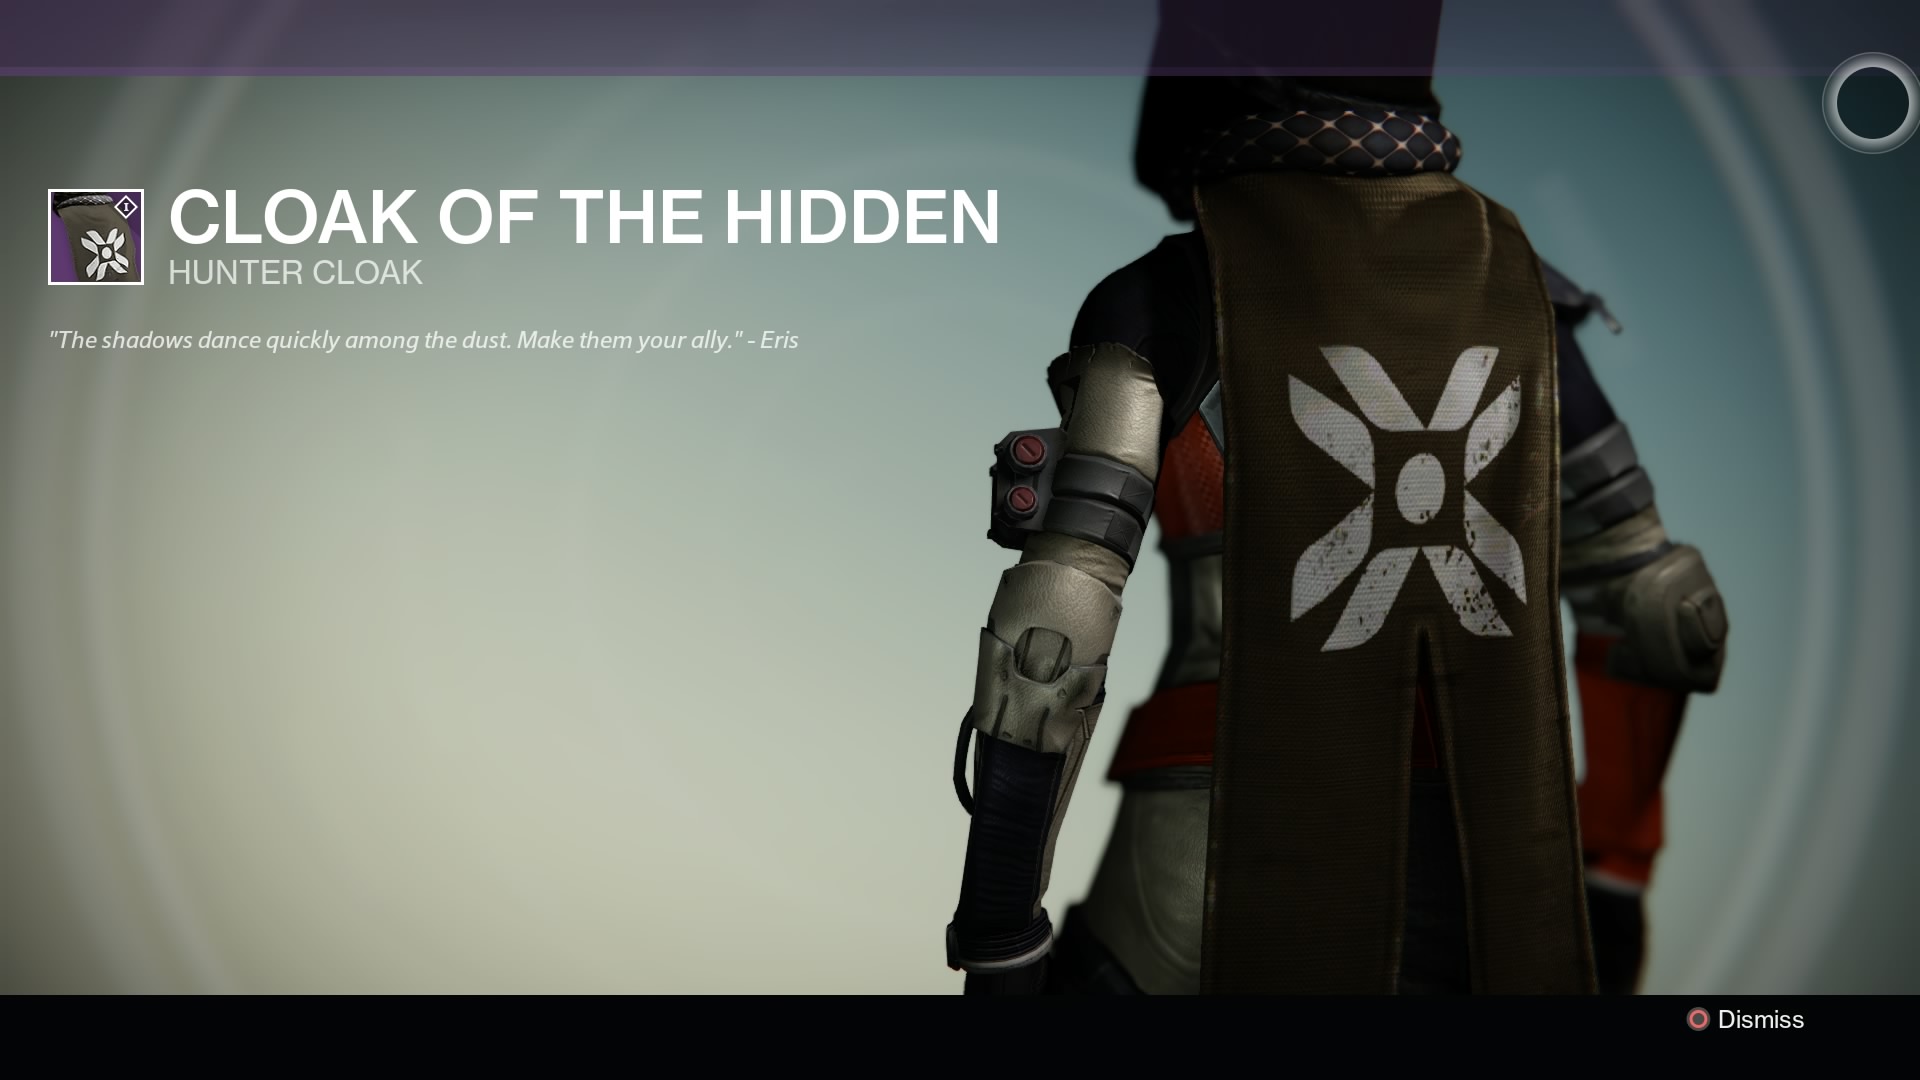 CLOAK OF THE HIDDEN
HUNTER CLOAK
"The shadows dance quickly among the dust. Make them your ally." - Eris
Dismiss